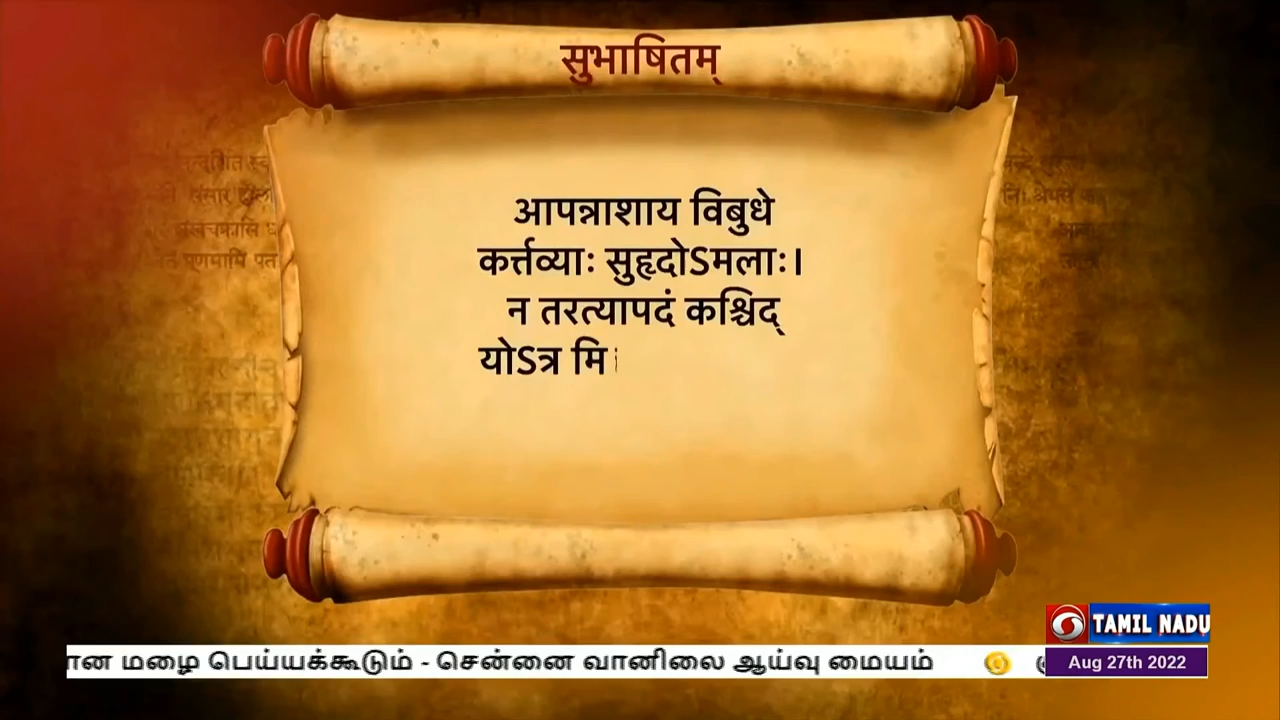 सुभाषितम्
आपन्नाशाय विबुधे
कर्त्तव्याः सुहृदोऽमलाः।
न तरत्यापदं कश्चिद्
योऽत्र मि
TAMIL NADU
மழை பெய்யக்கூடும் - சென்னை வானிலை ஆய்வு மையம்
Aug 27th 2022